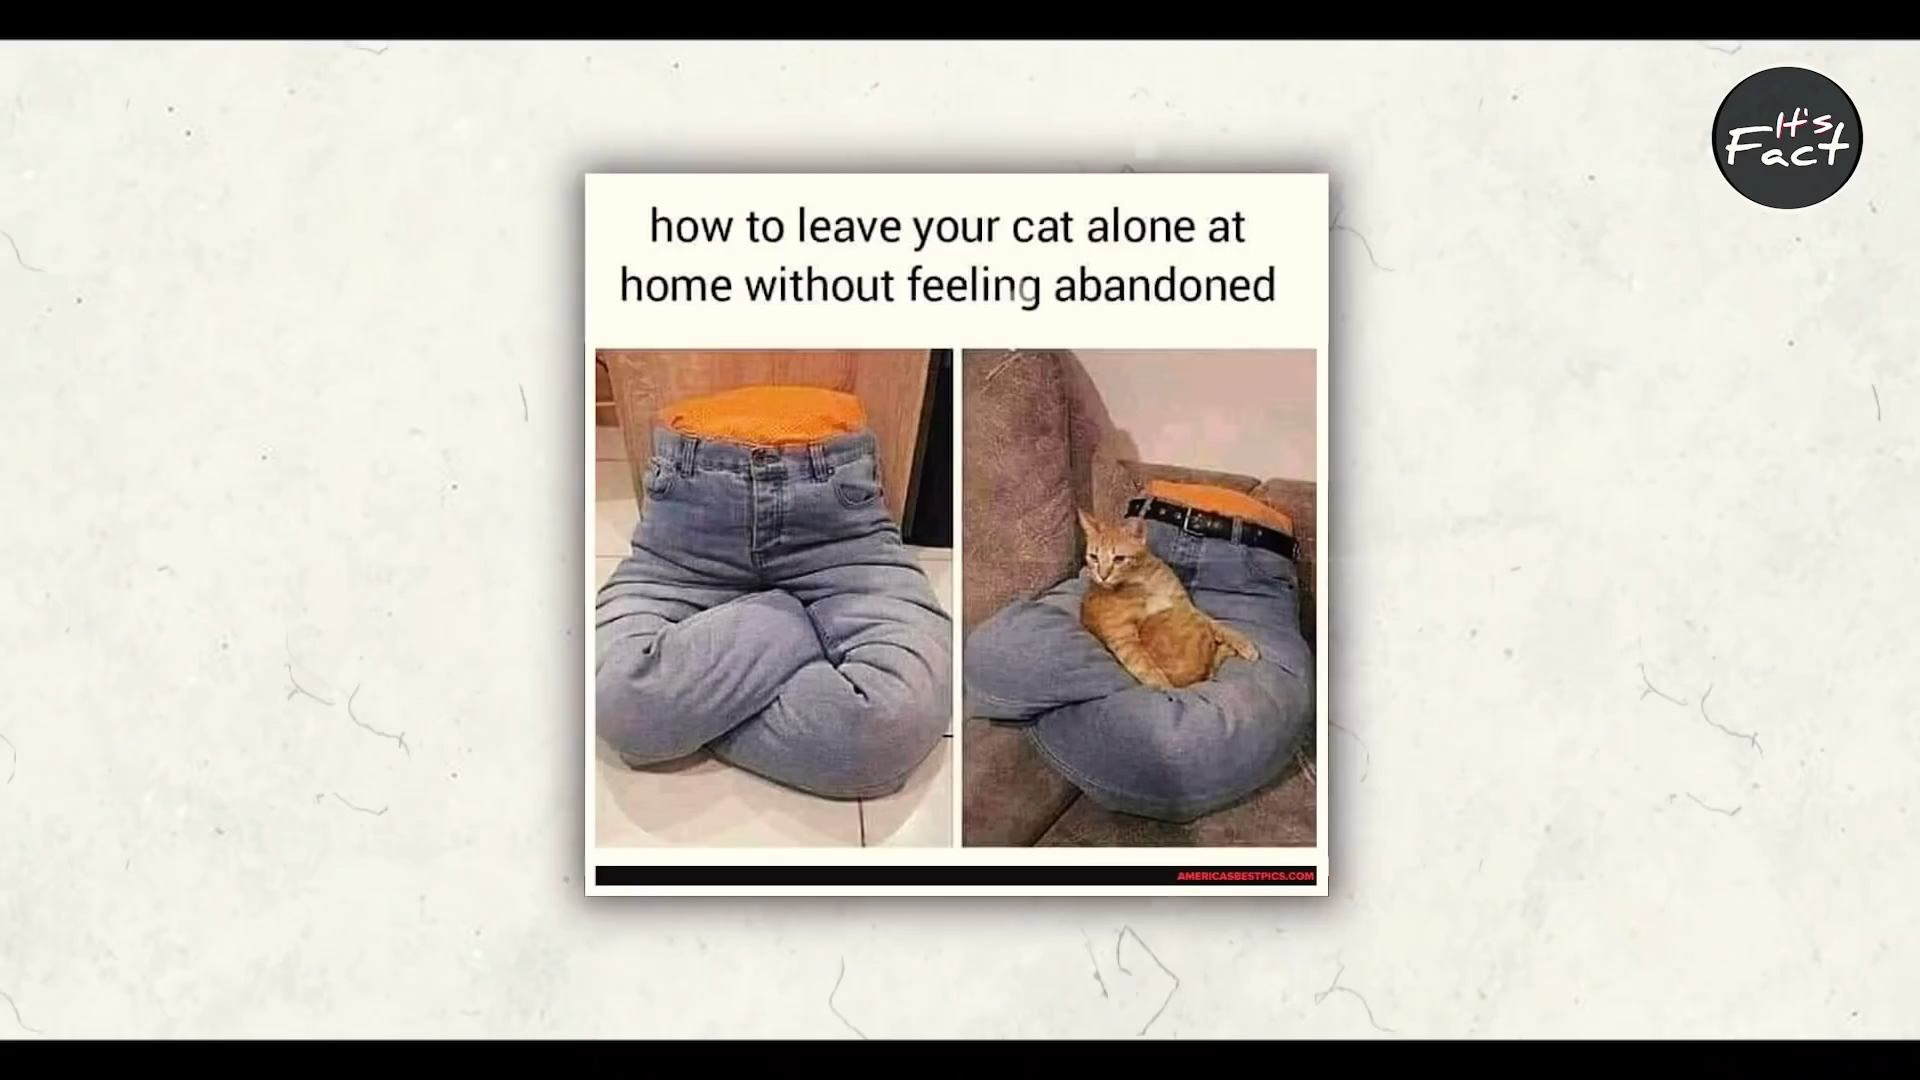 It's
Fact
how to leave your cat alone at
home without feeling abandoned
AMERICASBESTPICS.COM